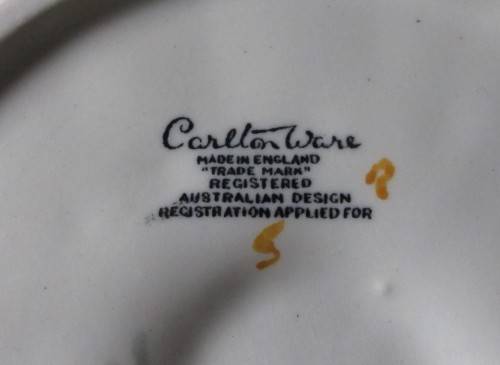 Carlton Ware
MADE IN ENGLAND
"TRADE MARK"
REGISTERED
AUSTRALIAN DESIGN
REGISTRATION APPLIED FOR
R
S